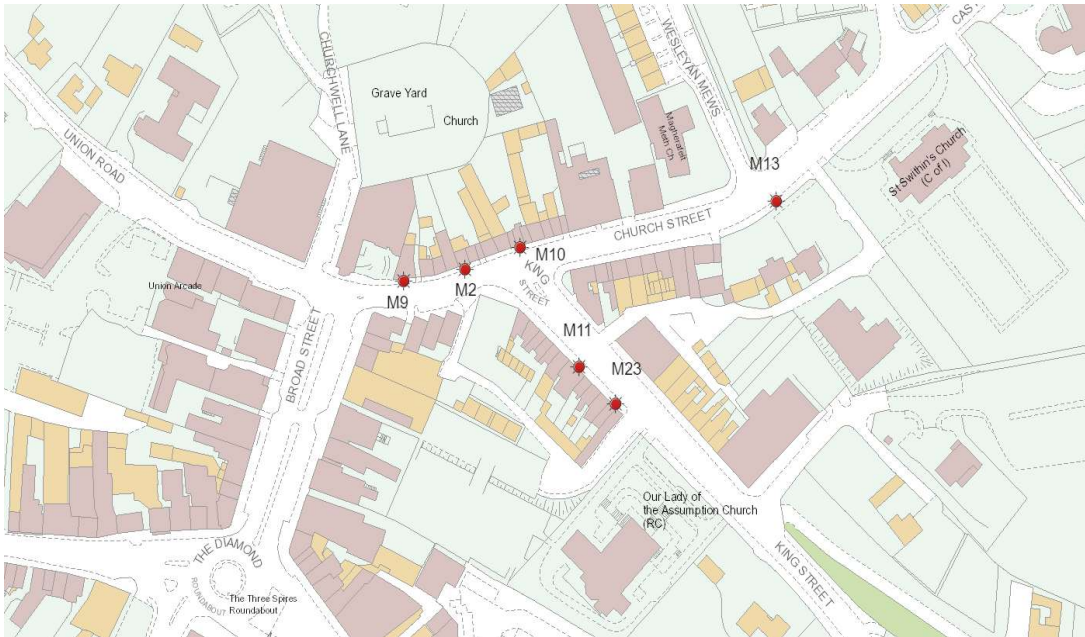 WESLEYAN MEWS
CAS
CHURCHWELL LANE
Grave Yard
Church
Magherafelt
Meth Ch
UNION ROAD
M13
St Swithin's Church
(C of I)
CHURCH STREET
M10
KING
STREET
M9
M2
Union Arcade
BROAD STREET
M11
M23
Our Lady of
the Assumption Church
(RC)
KING STREET
THE DIAMOND
ROUNDABOUT
The Three Spires
Roundabout